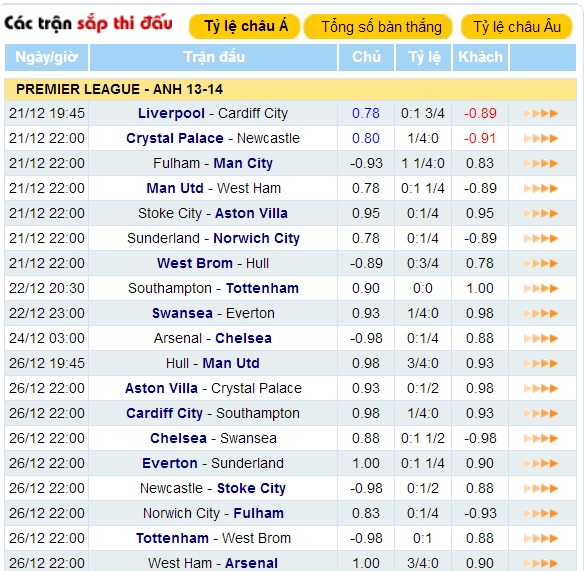 Các trận sắp thi đấu Tỷ lệ châu Á Tổng số bàn thắng Tỷ lệ châu Âu
Ngày/giờ Trận đấu Chủ Tỷ lệ Khách
PREMIER LEAGUE - ANH 13-14
21/12 19:45 Liverpool - Cardiff City 0.78 0:1 3/4 -0.89
21/12 22:00 Crystal Palace - Newcastle 0.80 1/4:0 -0.91
21/12 22:00 Fulham - Man City -0.93 1 1/4:0 0.83
21/12 22:00 Man Utd - West Ham 0.78 0:1 1/4 -0.89
21/12 22:00 Stoke City - Aston Villa 0.95 0:1/4 0.95
21/12 22:00 Sunderland - Norwich City 0.78 0:1/4 -0.89
21/12 22:00 West Brom - Hull -0.89 0:3/4 0.78
22/12 20:30 Southampton - Tottenham 0.90 0:0 1.00
22/12 23:00 Swansea - Everton 0.93 1/4:0 0.98
24/12 03:00 Arsenal - Chelsea -0.98 0:1/4 0.88
26/12 19:45 Hull - Man Utd 0.98 3/4:0 0.93
26/12 22:00 Aston Villa - Crystal Palace 0.93 0:1/2 0.98
26/12 22:00 Cardiff City - Southampton 0.98 1/4:0 0.93
26/12 22:00 Chelsea - Swansea 0.88 0:1 1/2 -0.98
26/12 22:00 Everton - Sunderland 1.00 0:1 1/4 0.90
26/12 22:00 Newcastle - Stoke City -0.98 0:1/2 0.88
26/12 22:00 Norwich City - Fulham 0.83 0:1/4 -0.93
26/12 22:00 Tottenham - West Brom -0.98 0:1 0.88
26/12 22:00 West Ham - Arsenal 1.00 3/4:0 0.90